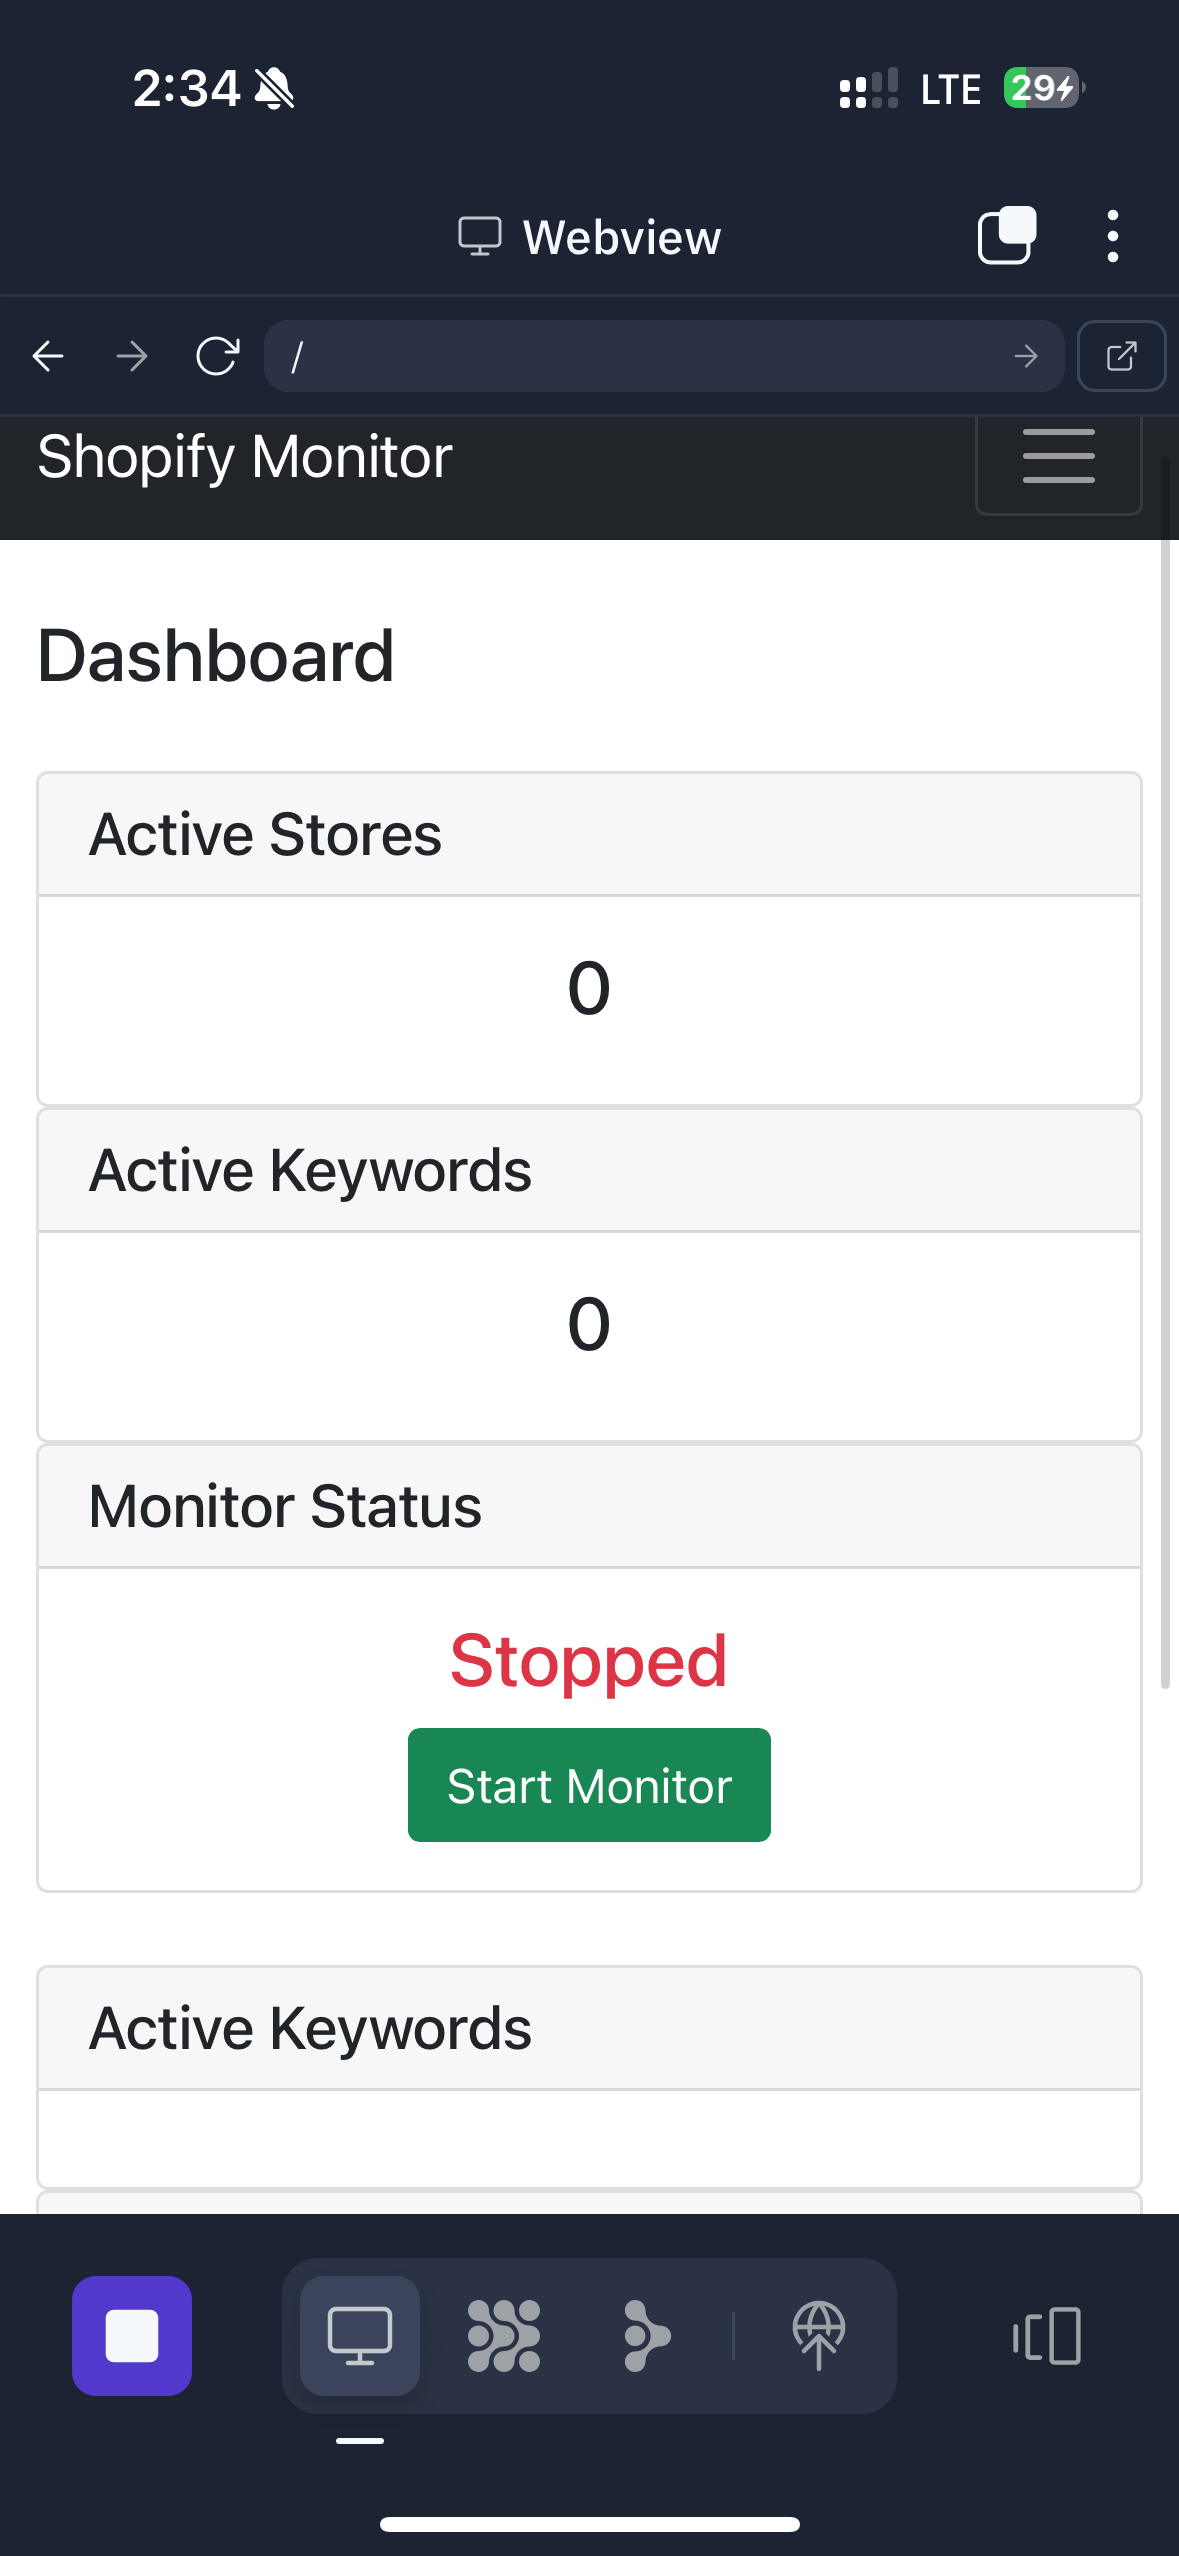 2:34
LTE
29
Webview
/
Shopify Monitor
Dashboard
Active Stores
0
Active Keywords
0
Monitor Status
Stopped
Start Monitor
Active Keywords